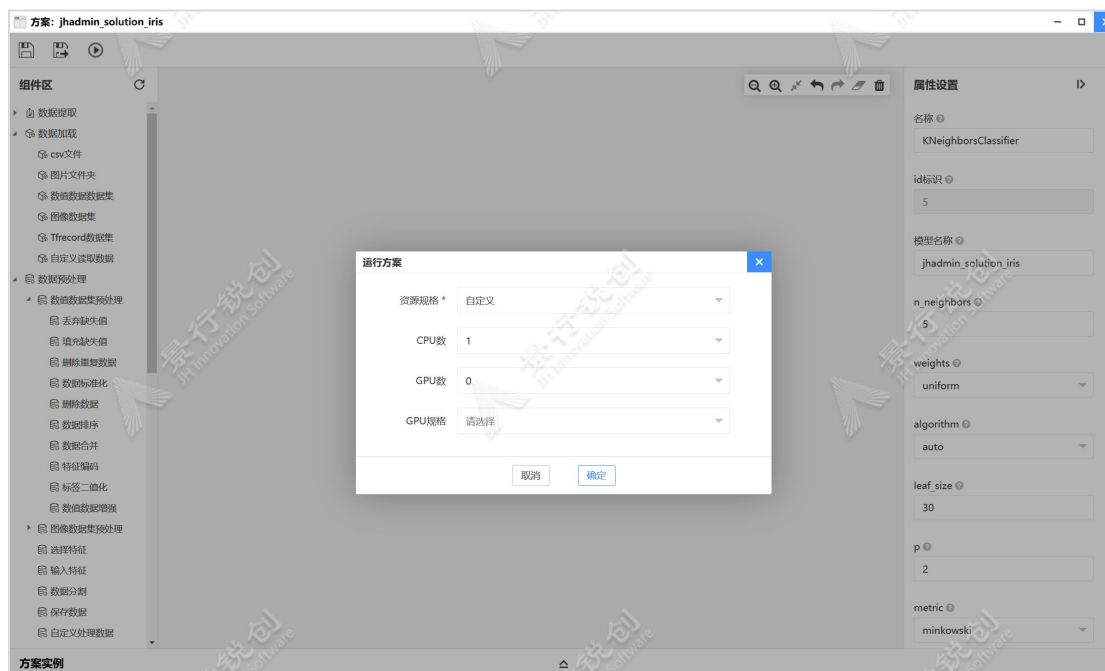 方案：jhadmin_solution_iris
组件区
属性设置
数据提取
数据加载
csv文件
图片文件夹
数值数据数据集
图像数据集
Tfrecord数据集
自定义读取数据
数据预处理
数值数据集预处理
丢弃缺失值
填充缺失值
删除重复数据
数据标准化
删除数据
数据排序
数据合并
特征编码
标签二值化
数值数据增强
图像数据集预处理
选择特征
输入特征
数据分割
保存数据
自定义处理数据
运行方案
资源规格 * 自定义
CPU数 1
GPU数 0
GPU规格 请选择
取消 确定
名称
KNeighborsClassifier
id标识
5
模型名称
jhadmin_solution_iris
n_neighbors
5
weights
uniform
algorithm
auto
leaf_size
30
p
2
metric
minkowski
方案实例
景行锐创
JH Innovation Software